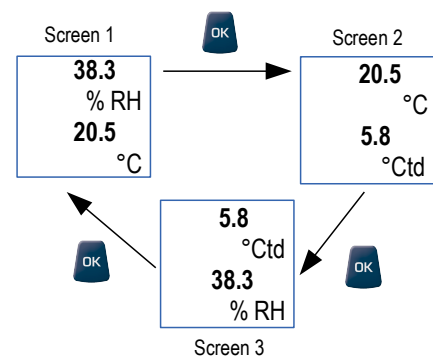 Screen 1
OK
Screen 2
38.3
% RH
20.5
°C
20.5
°C
5.8
°Ctd
OK
5.8
°Ctd
38.3
% RH
OK
Screen 3